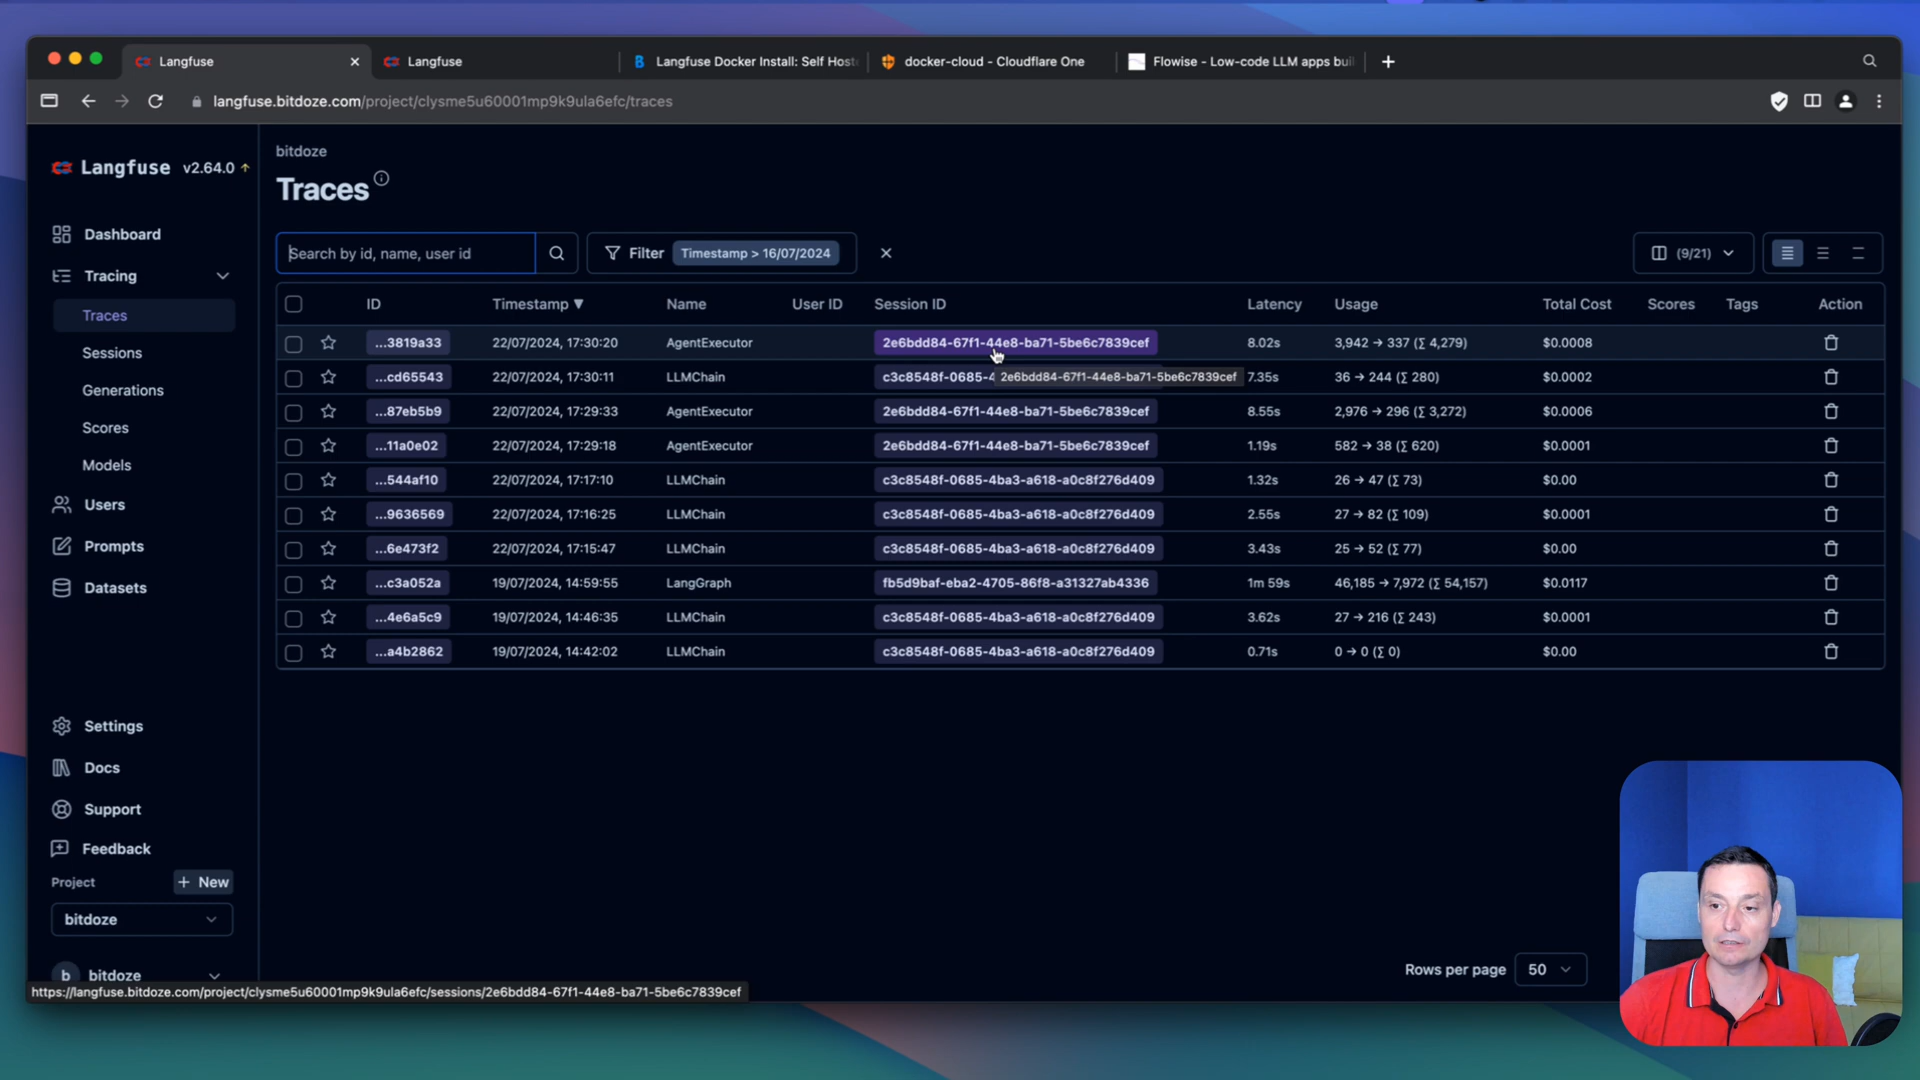 Langfuse
Langfuse
Langfuse Docker Install: Self Host
docker-cloud - Cloudflare One
Flowise - Low-code LLM apps bui
langfuse.bitdoze.com/project/clysme5u60001mp9k9ula6efc/traces
Langfuse v2.64.0
Dashboard
Tracing
Traces
Sessions
Generations
Scores
Models
Users
Prompts
Datasets
Settings
Docs
Support
Feedback
Project
+ New
bitdoze
b bitdoze
bitdoze
Traces
Search by id, name, user id
Filter Timestamp > 16/07/2024
(9/21)
ID Timestamp ▼ Name User ID Session ID Latency Usage Total Cost Scores Tags Action
...3819a33 22/07/2024, 17:30:20 AgentExecutor 2e6bdd84-67f1-44e8-ba71-5be6c7839cef 8.02s 3,942 → 337 (∑ 4,279) $0.0008
...cd65543 22/07/2024, 17:30:11 LLMChain c3c8548f-0685-4 2e6bdd84-67f1-44e8-ba71-5be6c7839cef 7.35s 36 → 244 (∑ 280) $0.0002
...87eb5b9 22/07/2024, 17:29:33 AgentExecutor 2e6bdd84-67f1-44e8-ba71-5be6c7839cef 8.55s 2,976 → 296 (∑ 3,272) $0.0006
...11a0e02 22/07/2024, 17:29:18 AgentExecutor 2e6bdd84-67f1-44e8-ba71-5be6c7839cef 1.19s 582 → 38 (∑ 620) $0.0001
...544af10 22/07/2024, 17:17:10 LLMChain c3c8548f-0685-4ba3-a618-a0c8f276d409 1.32s 26 → 47 (∑ 73) $0.00
...9636569 22/07/2024, 17:16:25 LLMChain c3c8548f-0685-4ba3-a618-a0c8f276d409 2.55s 27 → 82 (∑ 109) $0.0001
...6e473f2 22/07/2024, 17:15:47 LLMChain c3c8548f-0685-4ba3-a618-a0c8f276d409 3.43s 25 → 52 (∑ 77) $0.00
...c3a052a 19/07/2024, 14:59:55 LangGraph fb5d9baf-eba2-4705-86f8-a31327ab4336 1m 59s 46,185 → 7,972 (∑ 54,157) $0.0117
...4e6a5c9 19/07/2024, 14:46:35 LLMChain c3c8548f-0685-4ba3-a618-a0c8f276d409 3.62s 27 → 216 (∑ 243) $0.0001
...a4b2862 19/07/2024, 14:42:02 LLMChain c3c8548f-0685-4ba3-a618-a0c8f276d409 0.71s 0 → 0 (∑ 0) $0.00
Rows per page 50
https://langfuse.bitdoze.com/project/clysme5u60001mp9k9ula6efc/sessions/2e6bdd84-67f1-44e8-ba71-5be6c7839cef